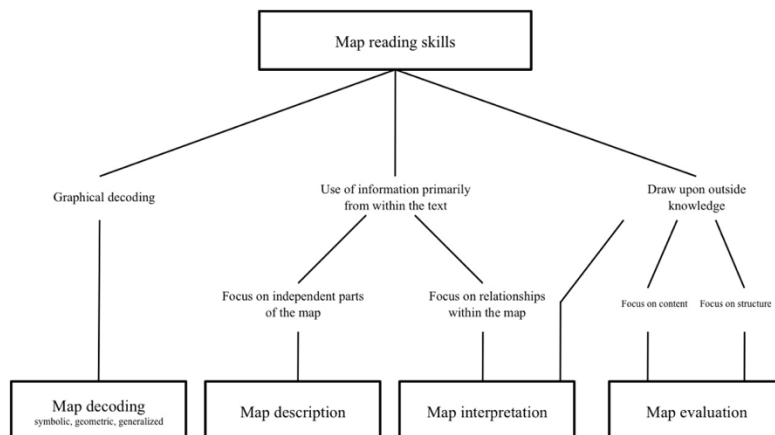 Map reading skills
Graphical decoding
Use of information primarily
from within the text
Draw upon outside
knowledge
Focus on independent parts
of the map
Focus on relationships
within the map
Focus on content
Focus on structure
Map decoding
symbolic, geometric, generalized
Map description
Map interpretation
Map evaluation